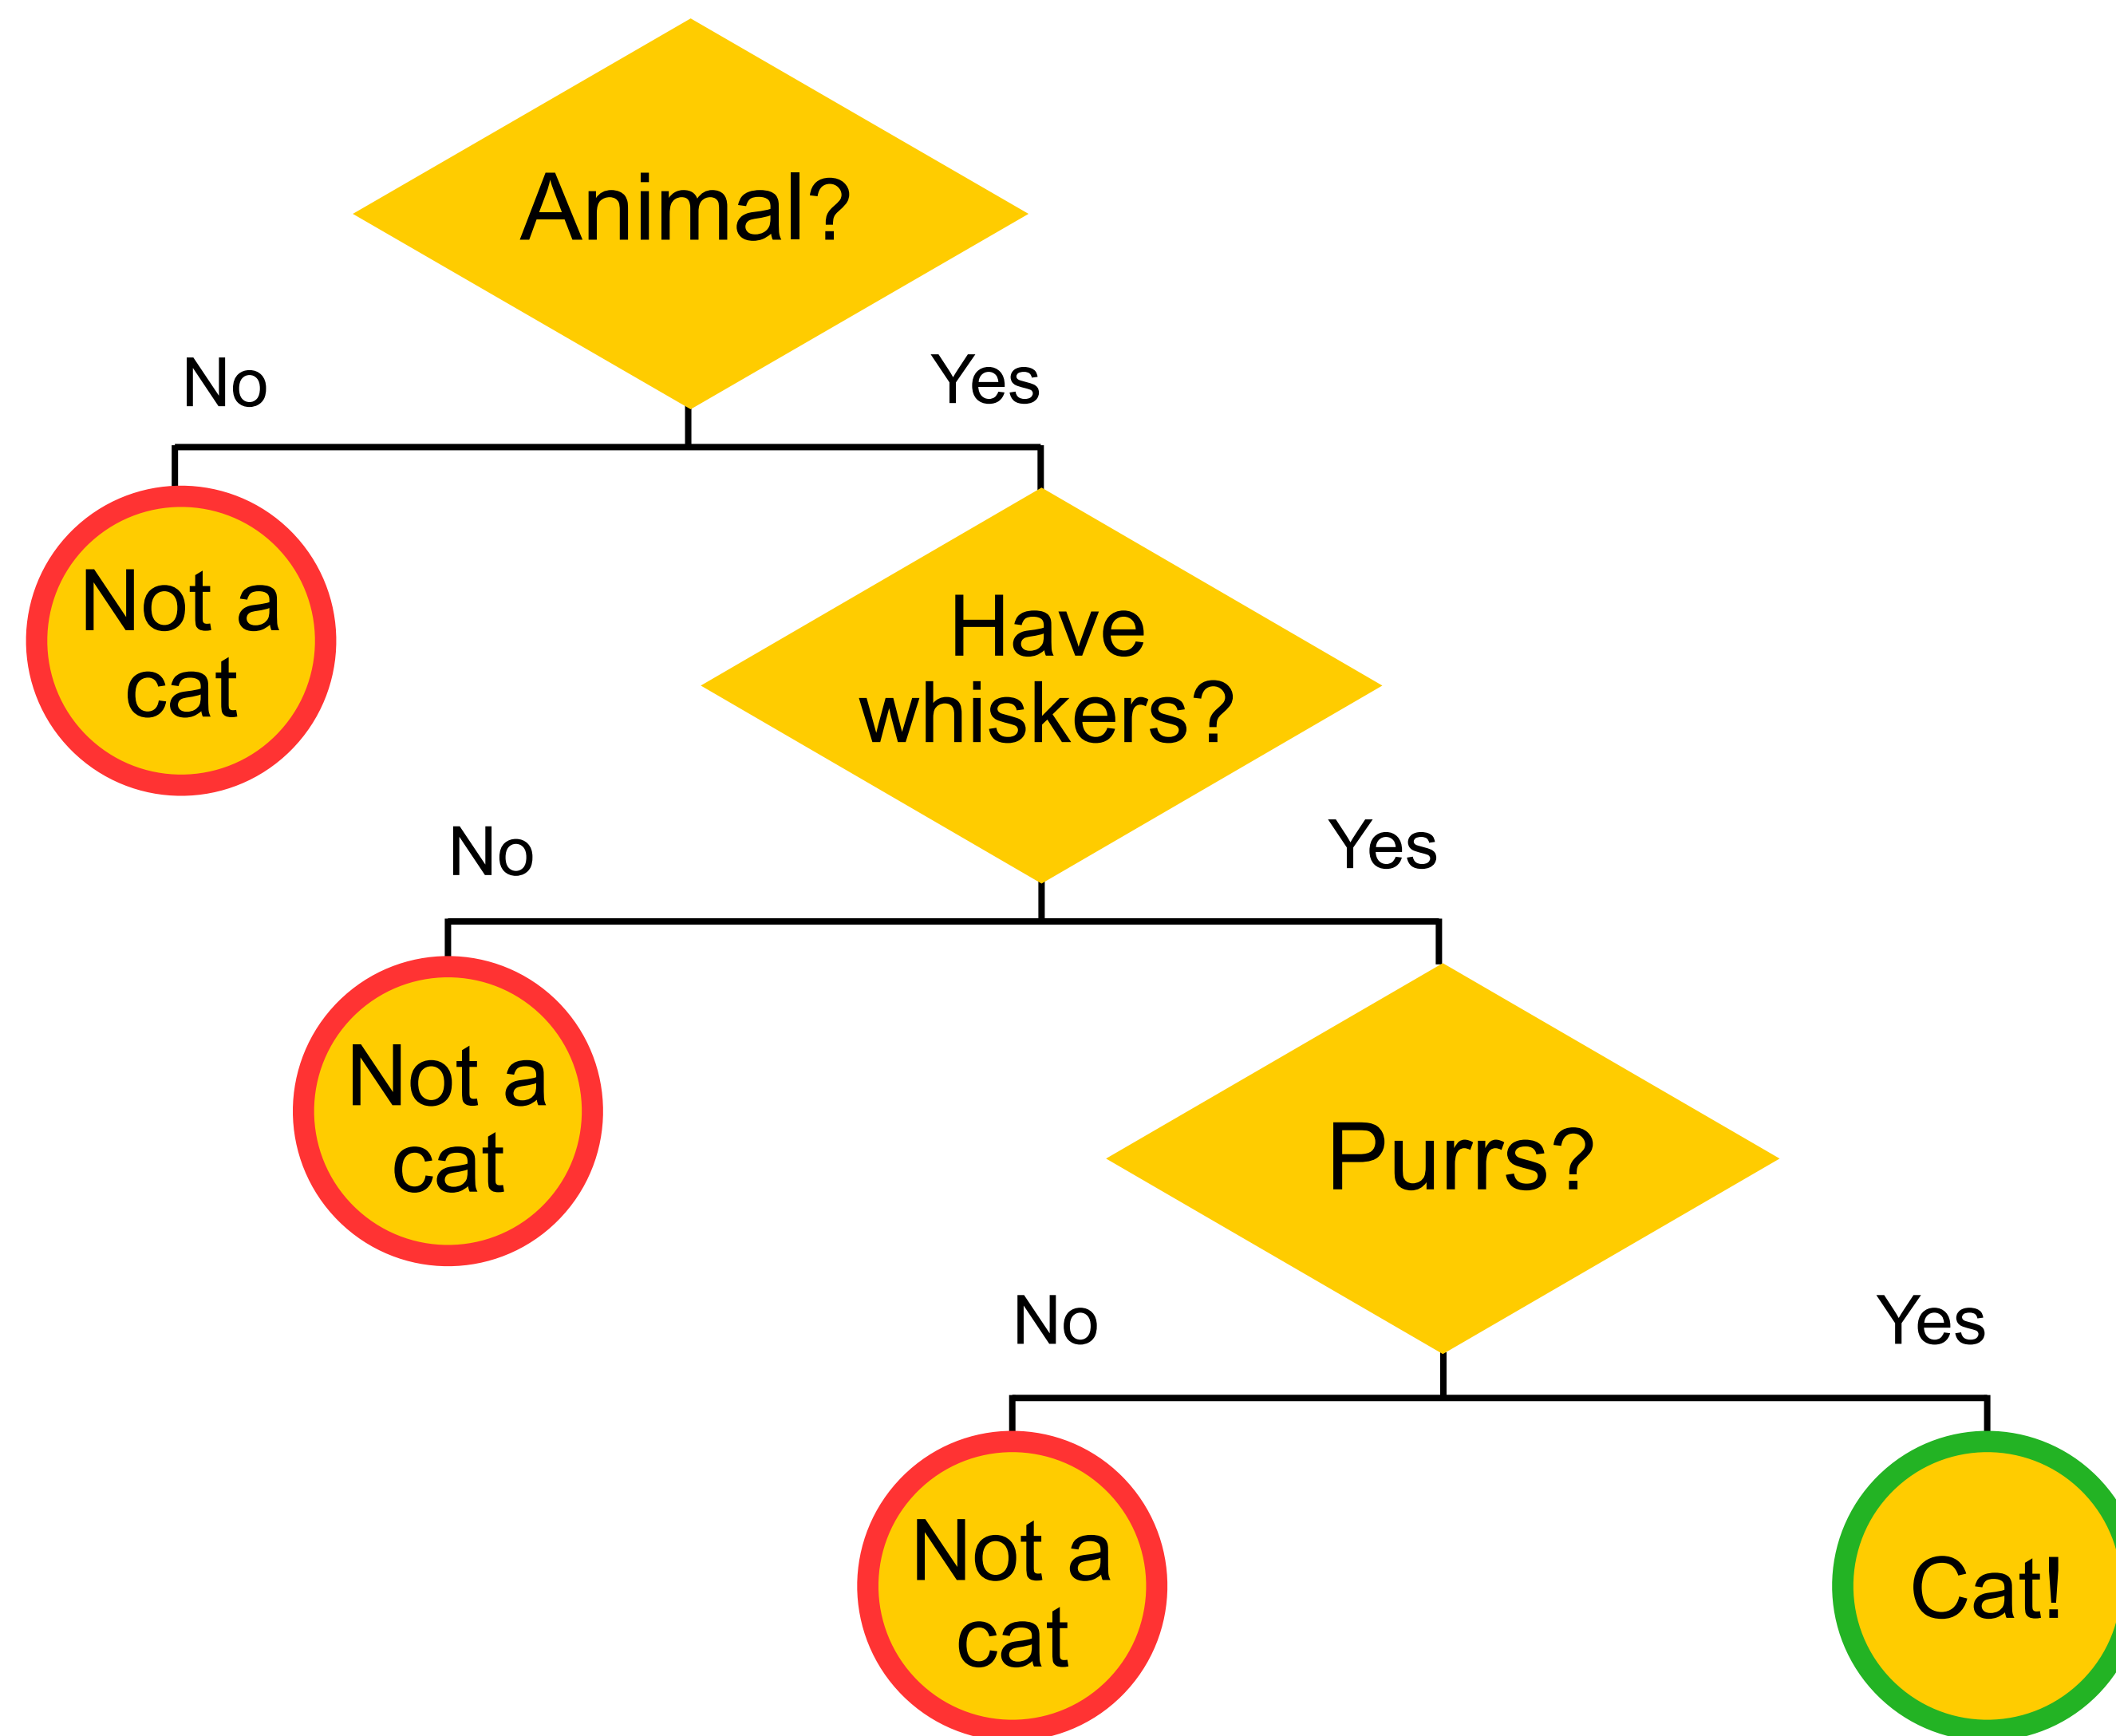 Animal?
No
Yes
Not a
cat
Have
whiskers?
No
Yes
Not a
cat
Purrs?
No
Yes
Not a
cat
Cat!